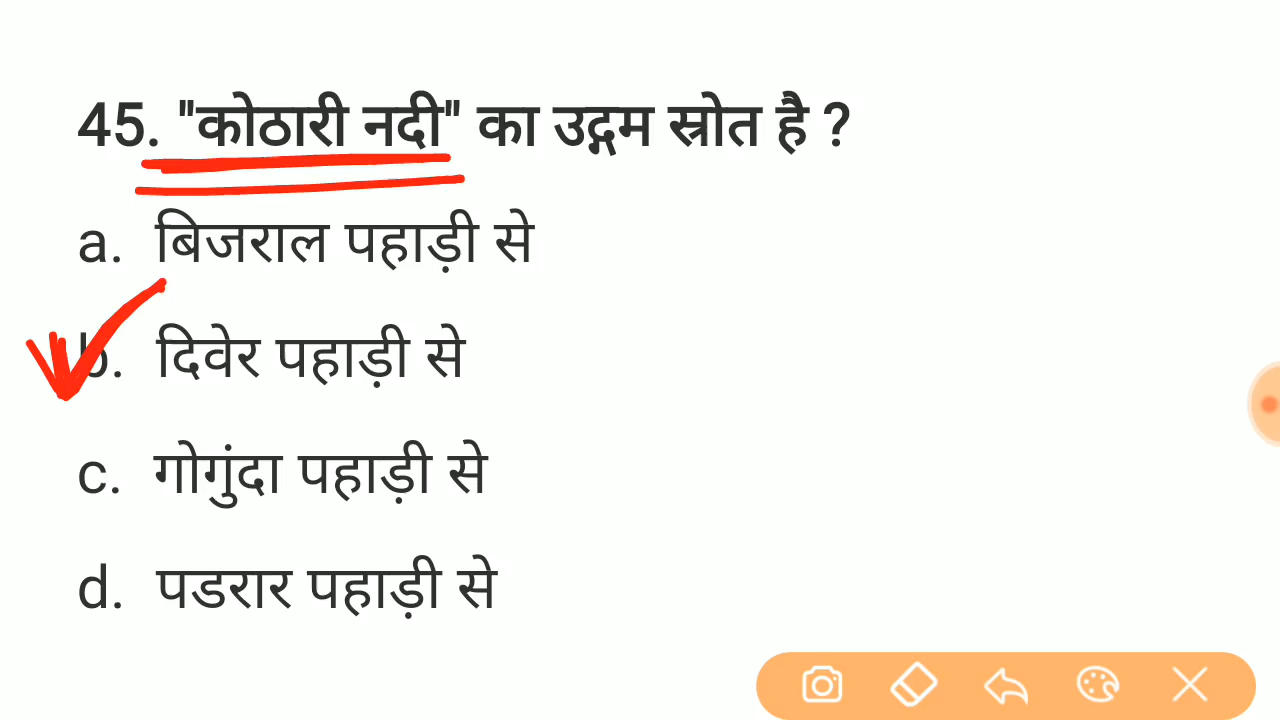 45. "कोठारी नदी" का उद्गम स्रोत है ?
a. बिजराल पहाड़ी से
b. दिवेर पहाड़ी से
c. गोगुंदा पहाड़ी से
d. पडरार पहाड़ी से